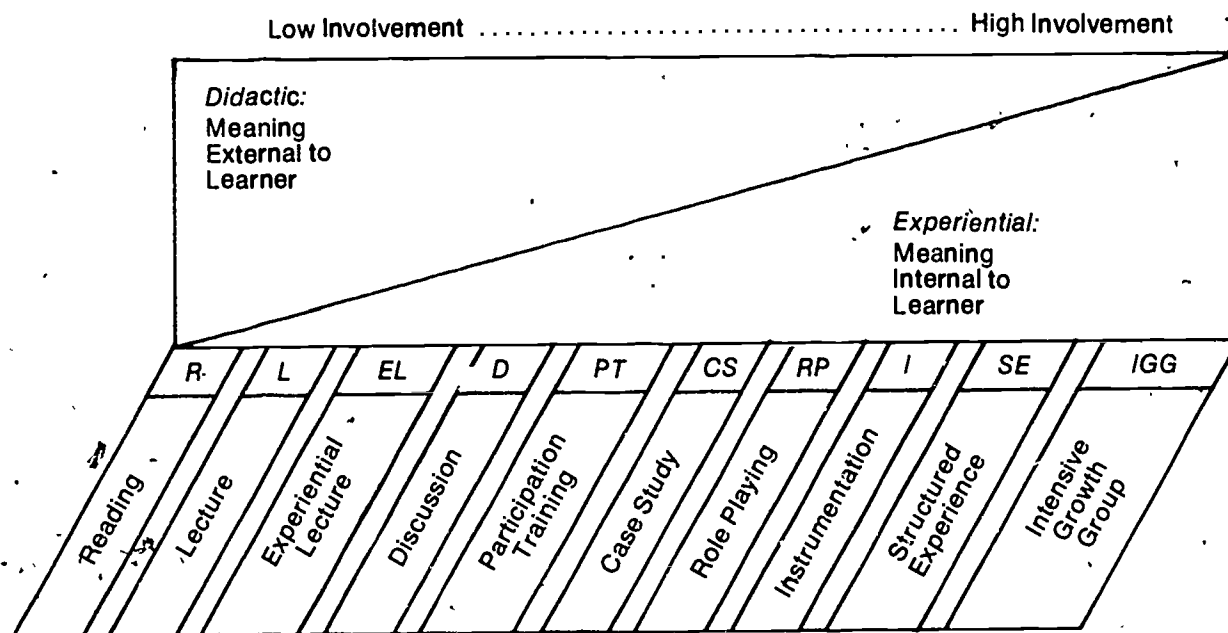 Low Involvement ........................................ High Involvement
Didactic:
Meaning
External to
Learner
Experiential:
Meaning
Internal to
Learner
R L EL D PT CS RP I SE IGG
Reading
Lecture
Experiential
Lecture
Discussion
Participation
Training
Case Study
Role Playing
Instrumentation
Structured
Experience
Intensive
Growth
Group